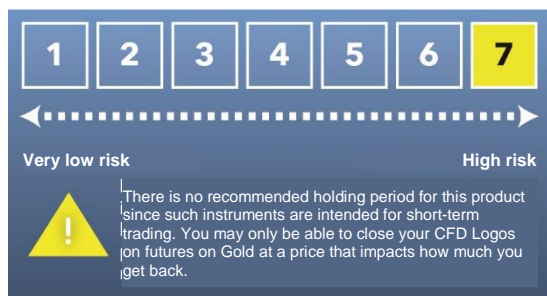 1 2 3 4 5 6 7
Very low risk High risk
!
There is no recommended holding period for this product
since such instruments are intended for short-term
trading. You may only be able to close your CFD Logos
on futures on Gold at a price that impacts how much you
get back.